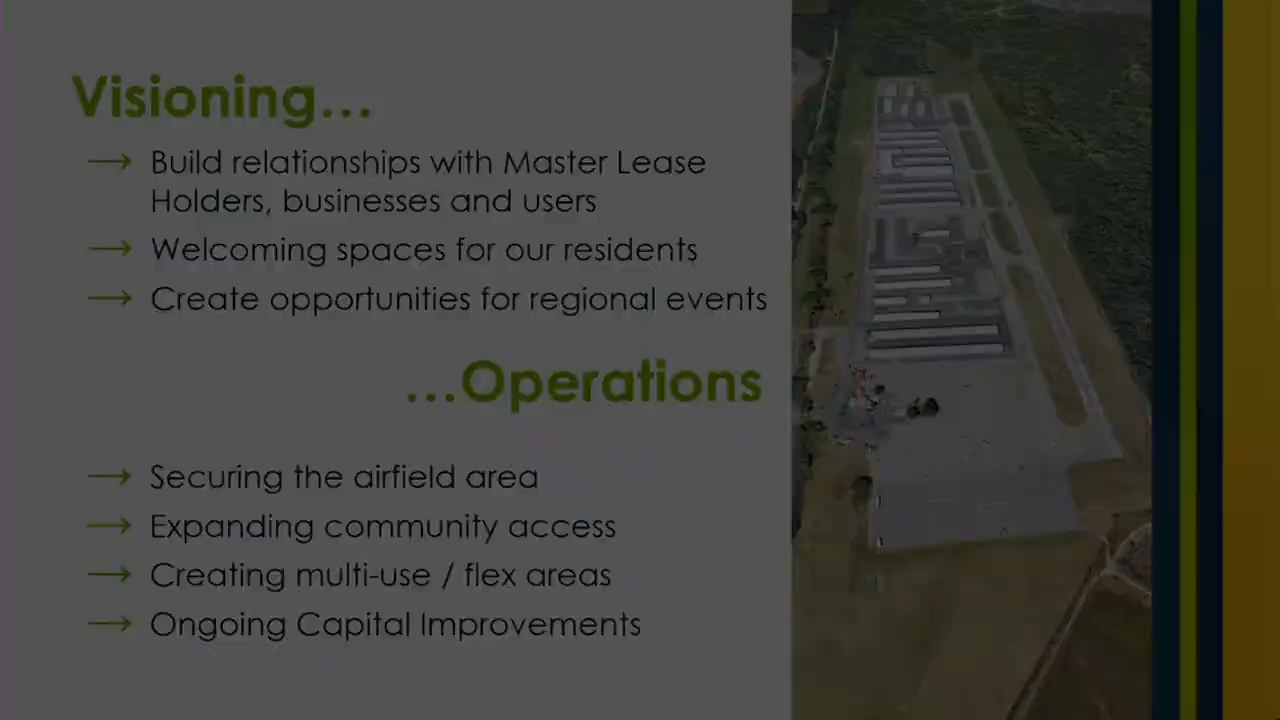 Visioning...
→ Build relationships with Master Lease
Holders, businesses and users
→ Welcoming spaces for our residents
→ Create opportunities for regional events
...Operations
→ Securing the airfield area
→ Expanding community access
→ Creating multi-use / flex areas
→ Ongoing Capital Improvements